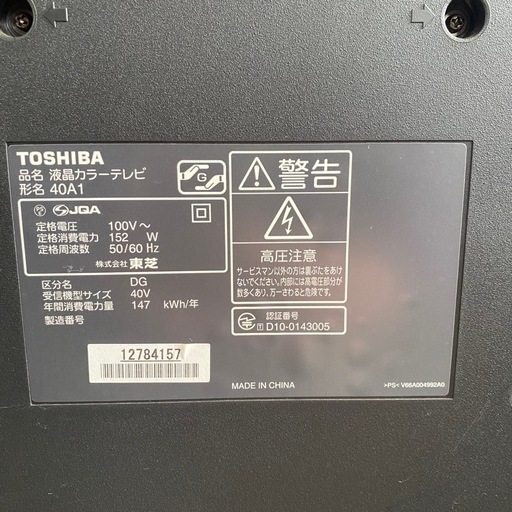 TOSHIBA
品名 液晶カラーテレビ
形名 40A1
G
JQA
定格電圧 100V～
定格消費電力 152 W
定格周波数 50/60 Hz
株式会社 東芝
区分名 DG
受信機型サイズ 40V
年間消費電力量 147 kWh/年
製造番号
12784157
警告
高圧注意
サービスマン以外の方は裏ぶたをあけ
ないでください。内部には高電圧部分が
数多くあり、万一さわると危険です。
認証番号
D10-0143005
MADE IN CHINA
>PS< V66A004992A0